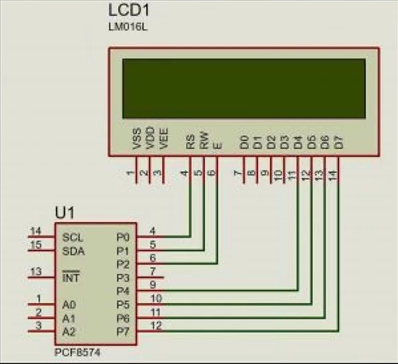 LCD1
LM016L
VSS VDD VEE RS RW E D0 D1 D2 D3 D4 D5 D6 D7
1 2 3 4 5 6 7 8 9 10 11 12 13 14
U1
14 SCL P0 4
15 SDA P1 5
P2 6
13 INT P3 7
P4 9
1 A0 P5 10
2 A1 P6 11
3 A2 P7 12
PCF8574